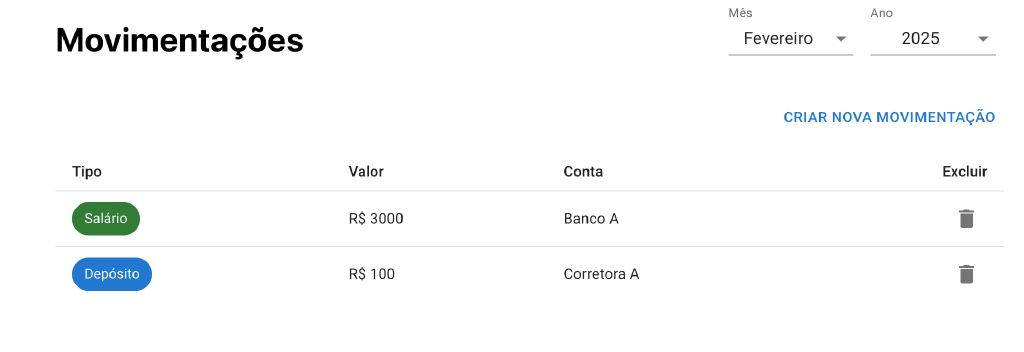 Movimentações
Mês
Ano
Fevereiro
2025
CRIAR NOVA MOVIMENTAÇÃO
Tipo Valor Conta Excluir
Salário R$ 3000 Banco A
Depósito R$ 100 Corretora A